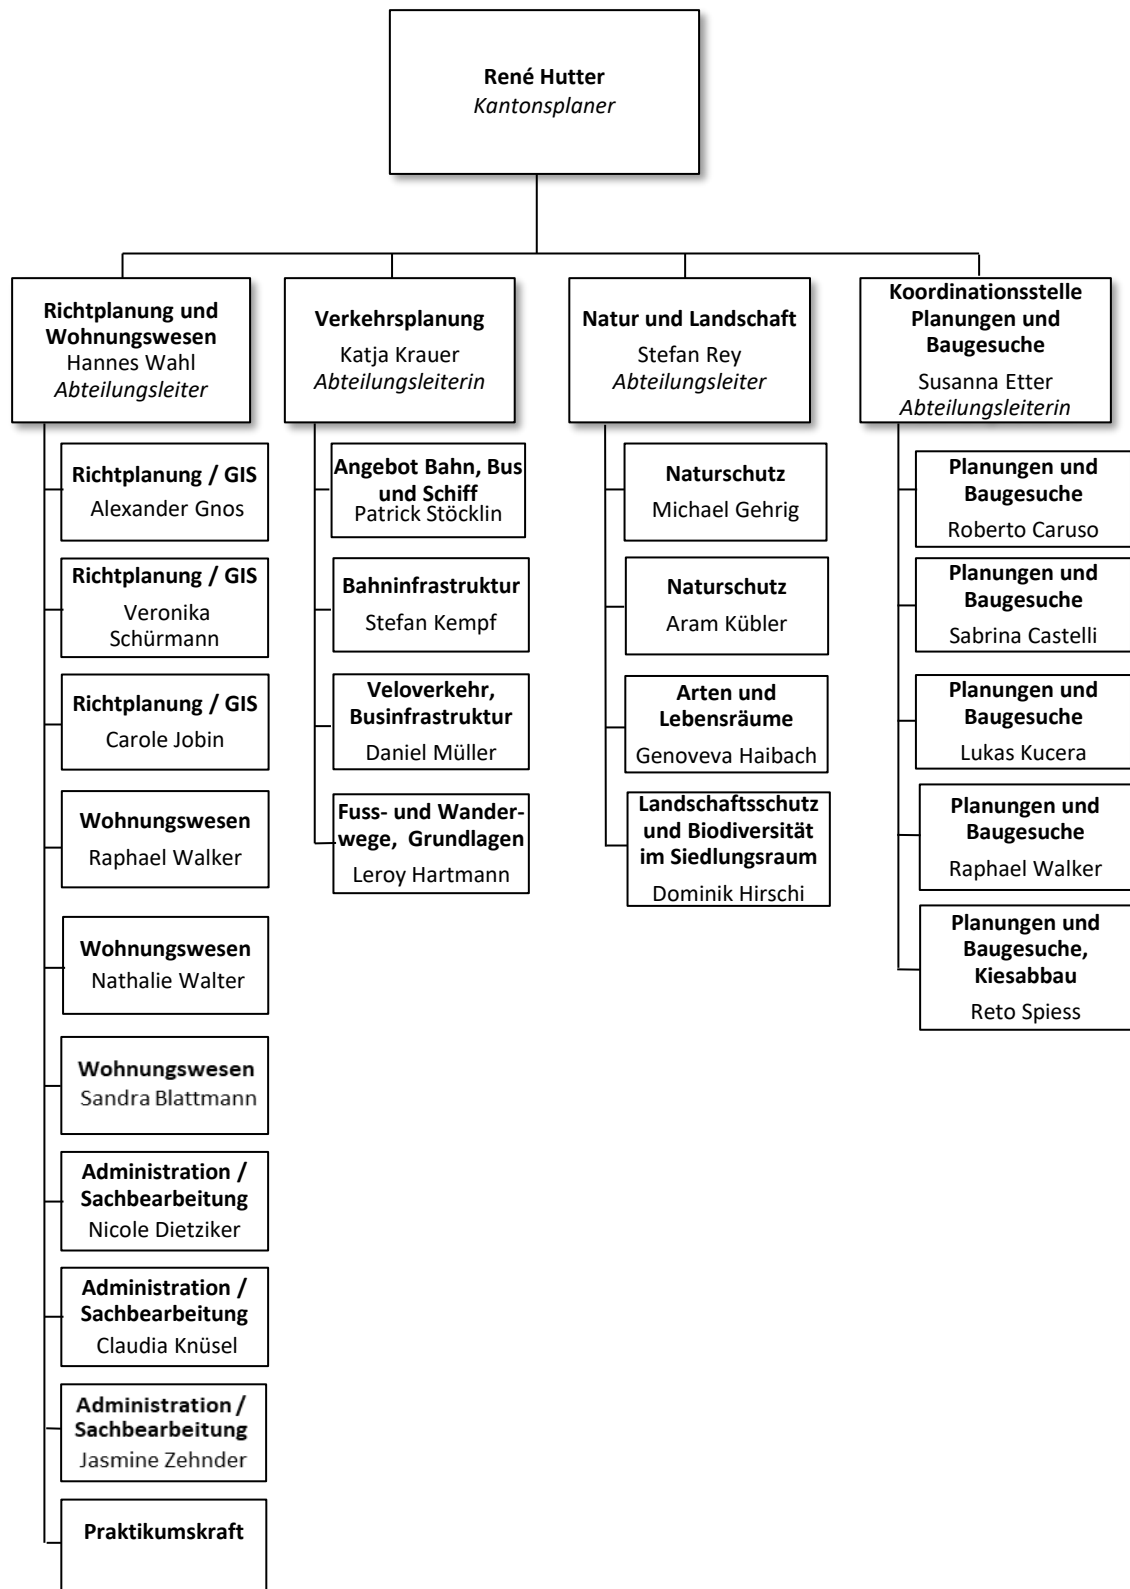 René Hutter
Kantonsplaner
Richtplanung und
Wohnungswesen
Hannes Wahl
Abteilungsleiter
Richtplanung / GIS
Alexander Gnos
Richtplanung / GIS
Veronika
Schürmann
Richtplanung / GIS
Carole Jobin
Wohnungswesen
Raphael Walker
Wohnungswesen
Nathalie Walter
Wohnungswesen
Sandra Blattmann
Administration /
Sachbearbeitung
Nicole Dietziker
Administration /
Sachbearbeitung
Claudia Knüsel
Administration /
Sachbearbeitung
Jasmine Zehnder
Praktikumskraft
Verkehrsplanung
Katja Krauer
Abteilungsleiterin
Angebot Bahn, Bus
und Schiff
Patrick Stöcklin
Bahninfrastruktur
Stefan Kempf
Veloverkehr,
Businfrastruktur
Daniel Müller
Fuss- und Wander-
wege, Grundlagen
Leroy Hartmann
Natur und Landschaft
Stefan Rey
Abteilungsleiter
Naturschutz
Michael Gehrig
Naturschutz
Aram Kübler
Arten und
Lebensräume
Genoveva Haibach
Landschaftsschutz
und Biodiversität
im Siedlungsraum
Dominik Hirschi
Koordinationsstelle
Planungen und
Baugesuche
Susanna Etter
Abteilungsleiterin
Planungen und
Baugesuche
Roberto Caruso
Planungen und
Baugesuche
Sabrina Castelli
Planungen und
Baugesuche
Lukas Kucera
Planungen und
Baugesuche
Raphael Walker
Planungen und
Baugesuche,
Kiesabbau
Reto Spiess